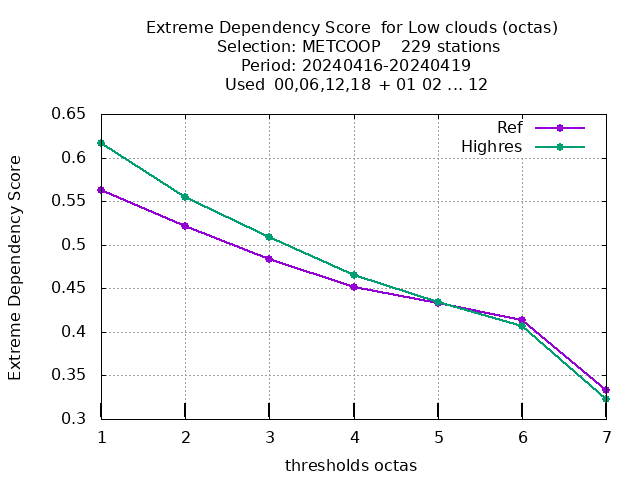 Extreme Dependency Score  for Low clouds (octas)
Selection: METCOOP    229 stations
Period: 20240416-20240419
Used  00,06,12,18  + 01 02 ... 12
Ref
Highres
Extreme Dependency Score
0.65
0.6
0.55
0.5
0.45
0.4
0.35
0.3
1 2 3 4 5 6 7
thresholds octas